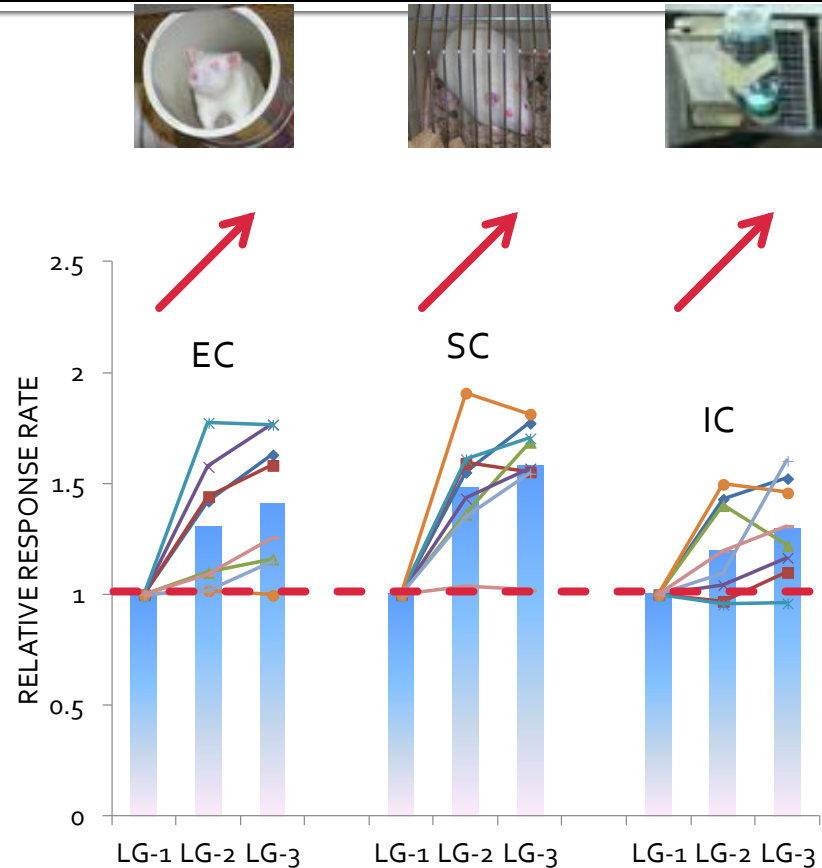 2.5
EC
SC
2
IC
1.5
1
0.5
0
RELATIVE RESPONSE RATE
LG-1 LG-2 LG-3
LG-1 LG-2 LG-3
LG-1 LG-2 LG-3